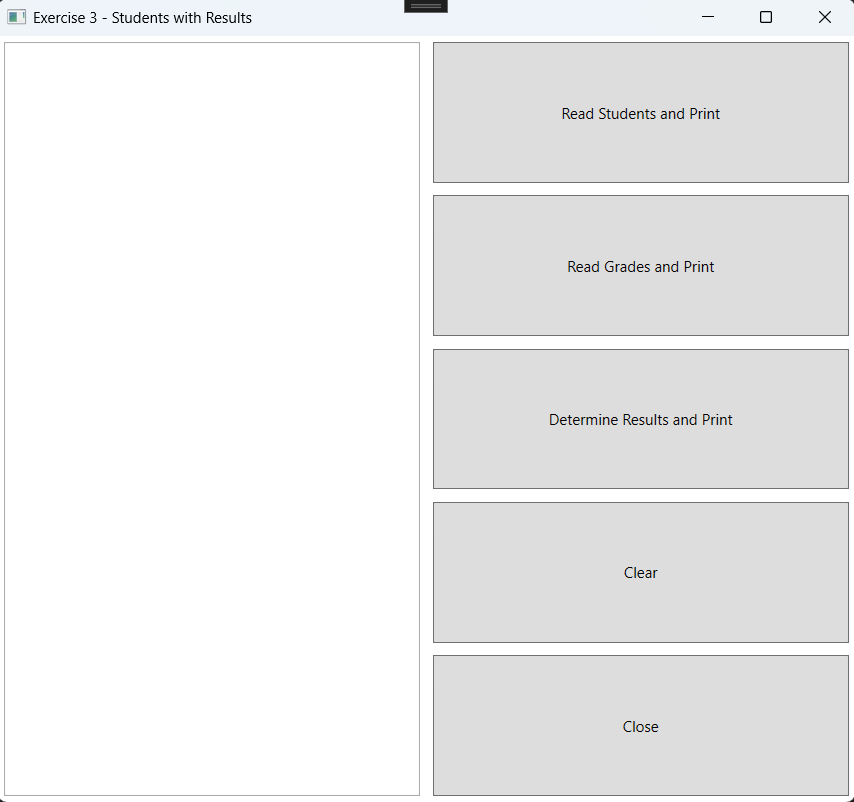 Exercise 3 - Students with Results
Read Students and Print
Read Grades and Print
Determine Results and Print
Clear
Close